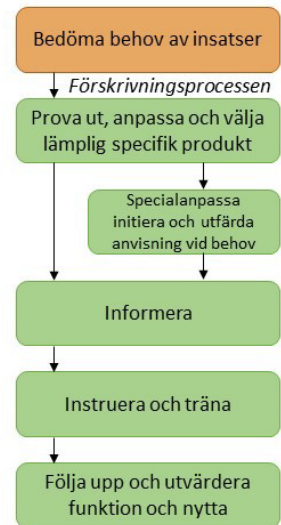 Bedöma behov av insatser
Förskrivningsprocessen
Prova ut, anpassa och välja
lämplig specifik produkt
Specialanpassa
initiera och utfärda
anvisning vid behov
Informera
Instruera och träna
Följa upp och utvärdera
funktion och nytta